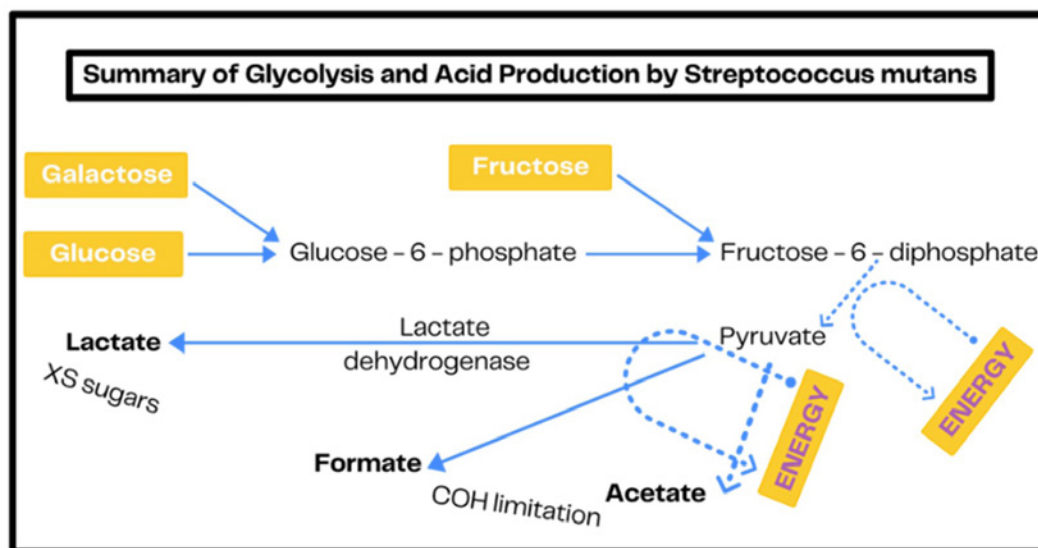 Summary of Glycolysis and Acid Production by Streptococcus mutans
Galactose
Fructose
Glucose
Glucose – 6 – phosphate
Fructose – 6 – diphosphate
Lactate
XS sugars
Lactate
dehydrogenase
Pyruvate
ENERGY
ENERGY
Formate
COH limitation
Acetate